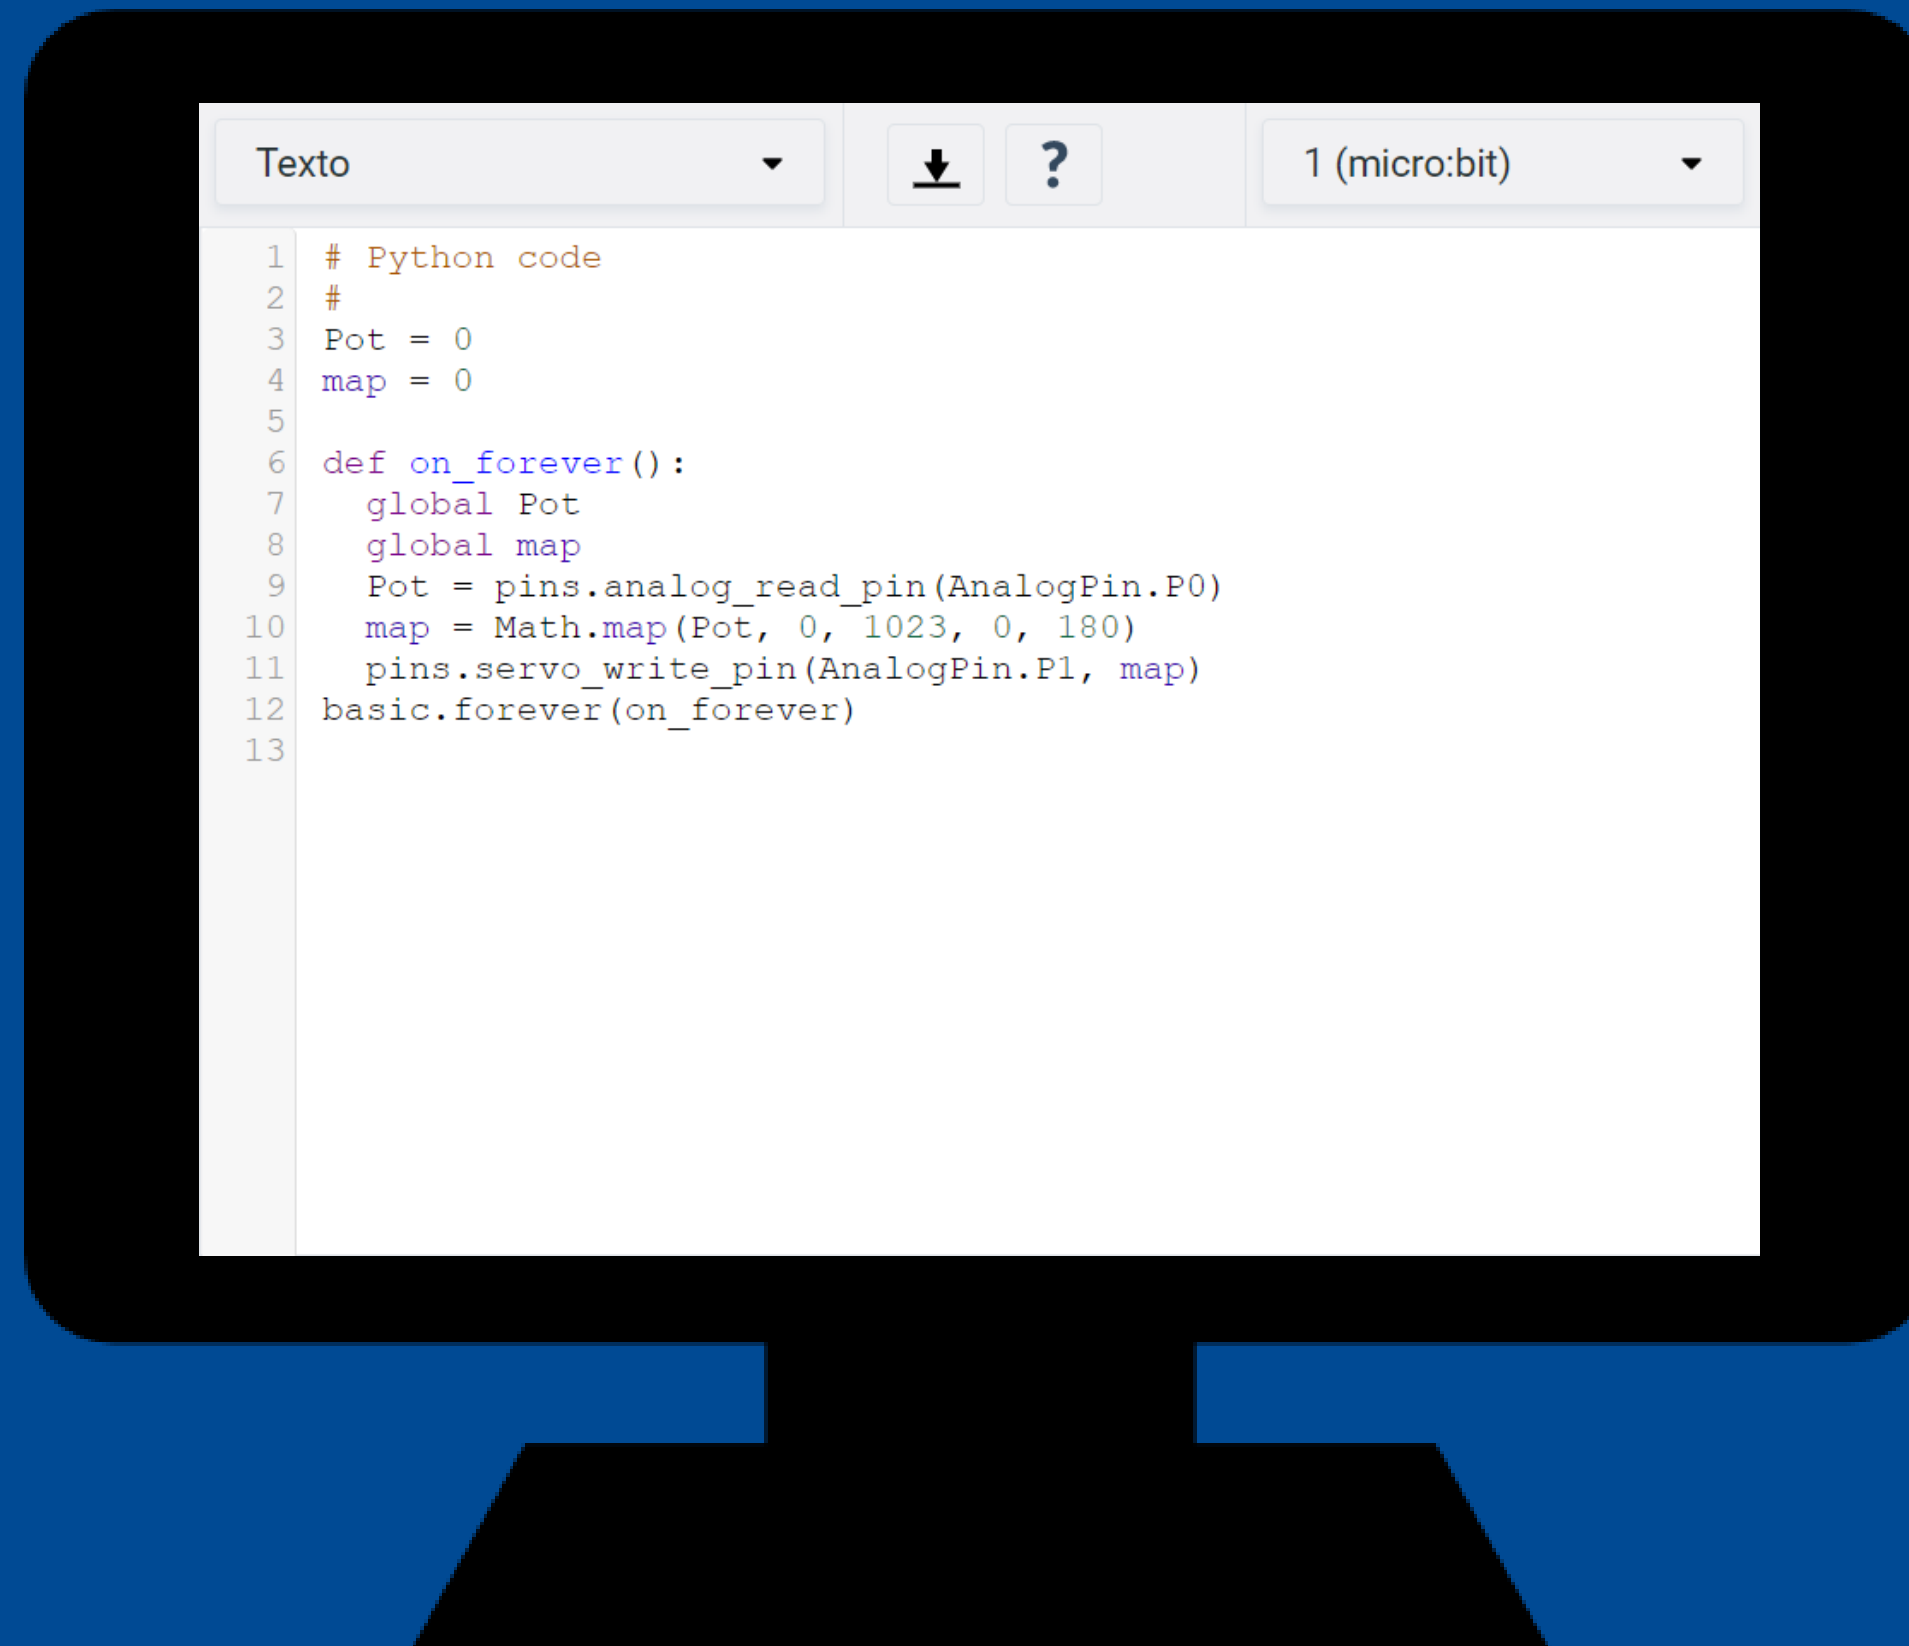 Texto
?
1 (micro:bit)
1 # Python code
2 #
3 Pot = 0
4 map = 0
5
6 def on_forever():
7   global Pot
8   global map
9   Pot = pins.analog_read_pin(AnalogPin.P0)
10   map = Math.map(Pot, 0, 1023, 0, 180)
11   pins.servo_write_pin(AnalogPin.P1, map)
12 basic.forever(on_forever)
13